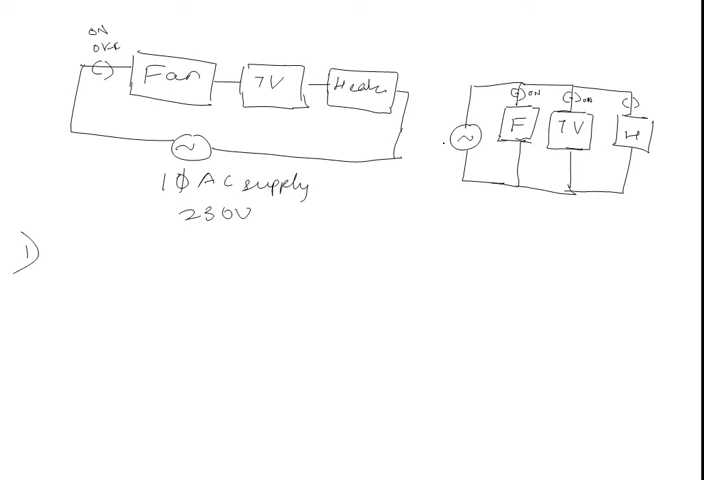 ON
OFF
Fan TV Heater
1ϕ AC supply
230V
ON ON
F TV H
1)